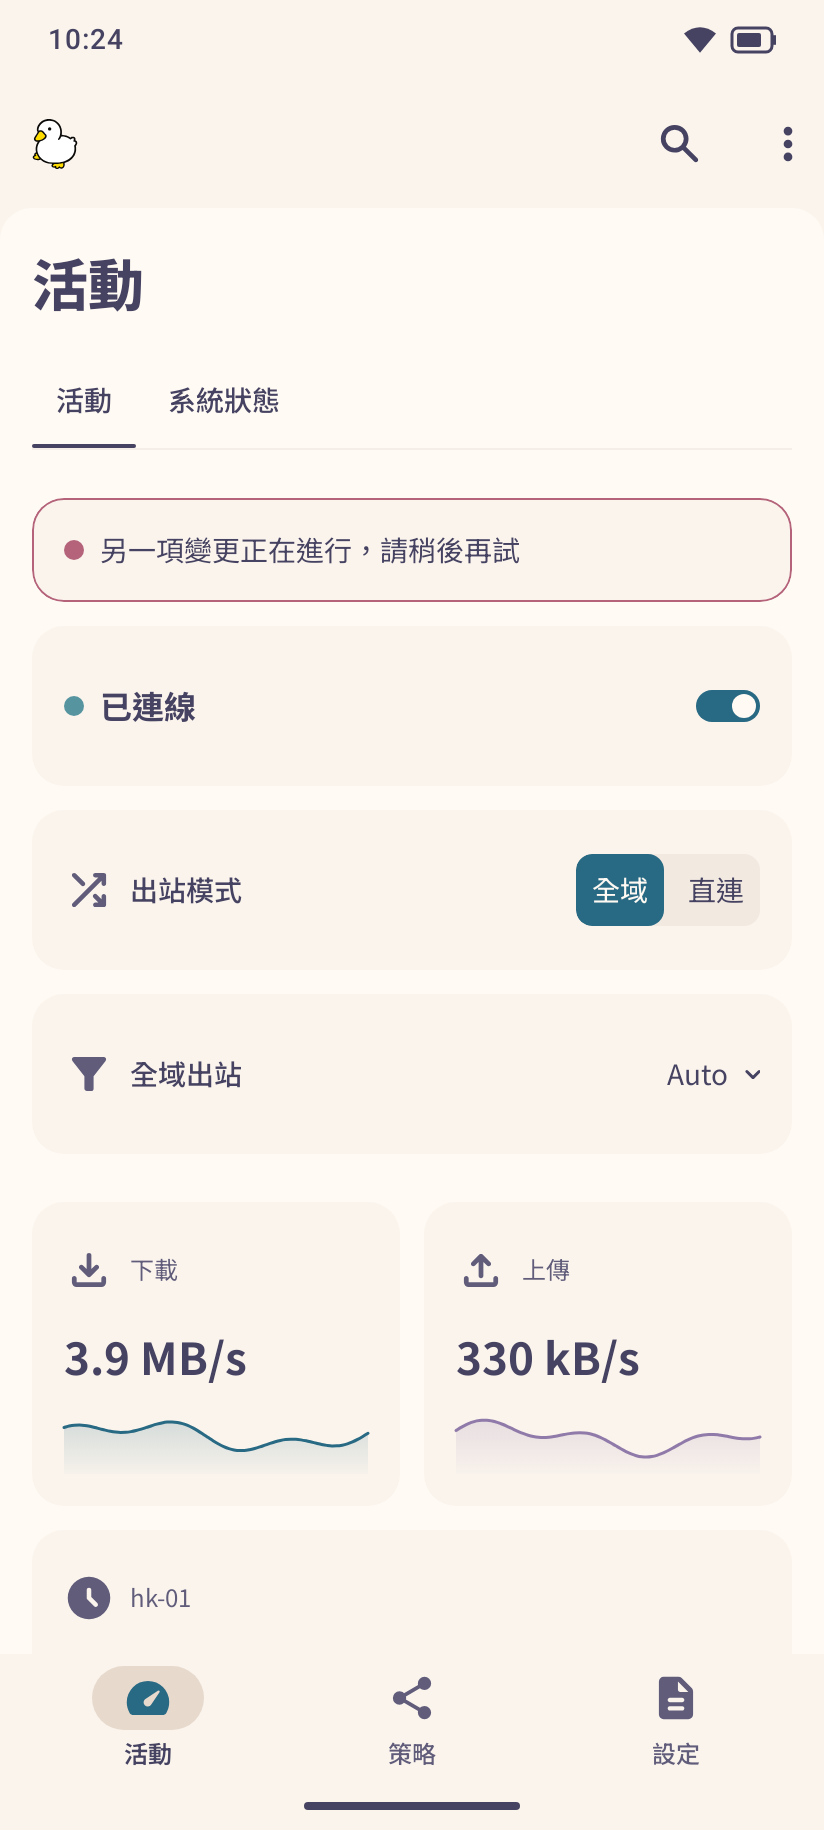 10:24
活動
活動
系統狀態
另一項變更正在進行，請稍後再試
已連線
出站模式
全域
直連
全域出站
Auto
下載
上傳
3.9 MB/s
330 kB/s
hk-01
活動
策略
設定